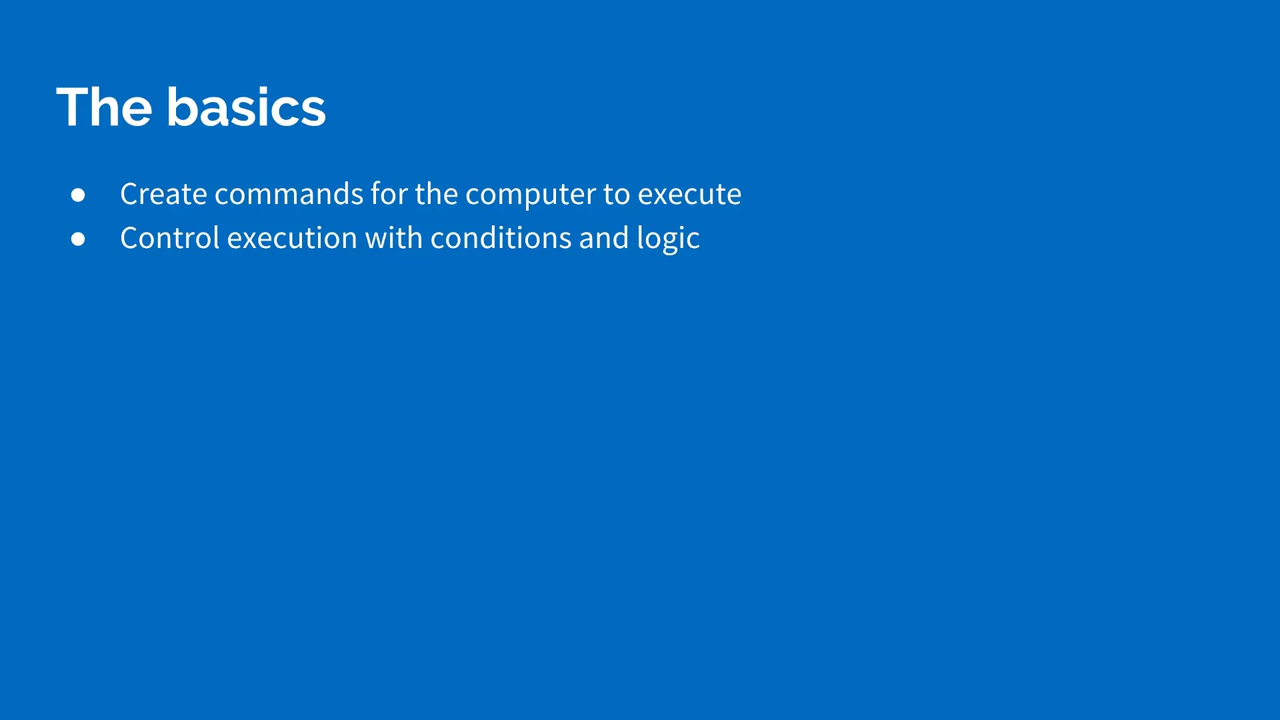 The basics
● Create commands for the computer to execute
● Control execution with conditions and logic